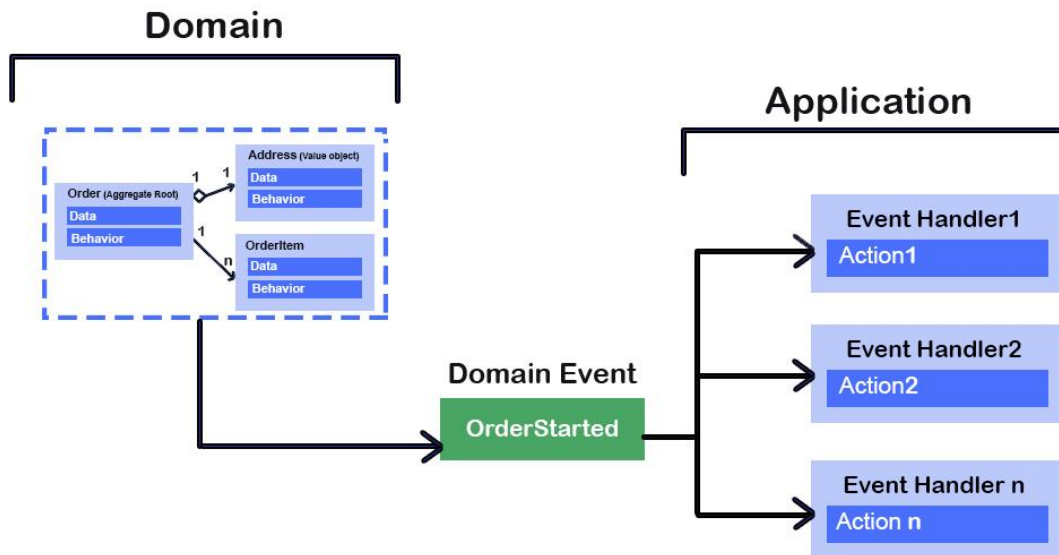 Domain
Application
1
1
Address (Value object)
Data
Behavior
Order (Aggregate Root)
Data
Behavior
1
n
OrderItem
Data
Behavior
Domain Event
OrderStarted
Event Handler1
Action1
Event Handler2
Action2
Event Handler n
Action n